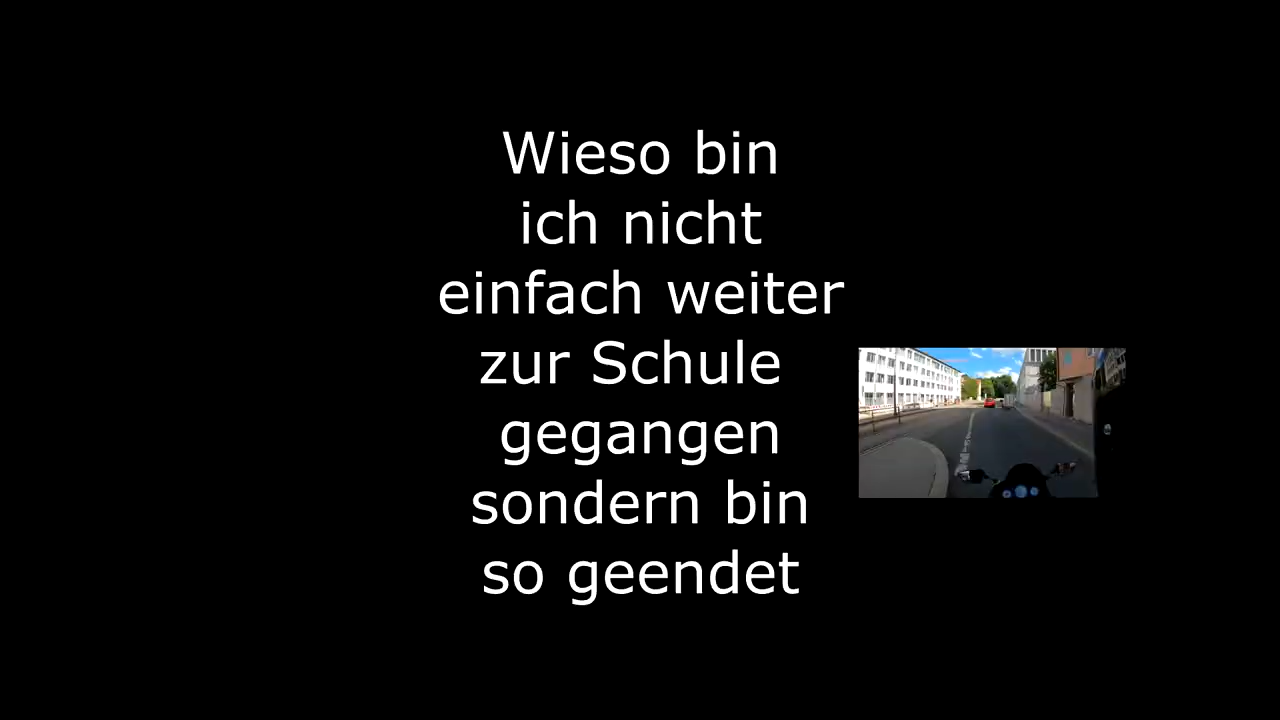 Wieso bin
ich nicht
einfach weiter
zur Schule
gegangen
sondern bin
so geendet